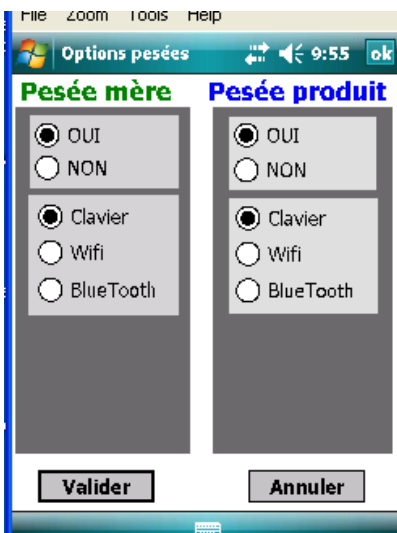 File Zoom Tools Help
Options pesées 9:55 ok
Pesée mère Pesée produit
OUI OUI
NON NON
Clavier Clavier
Wifi Wifi
BlueTooth BlueTooth
Valider Annuler